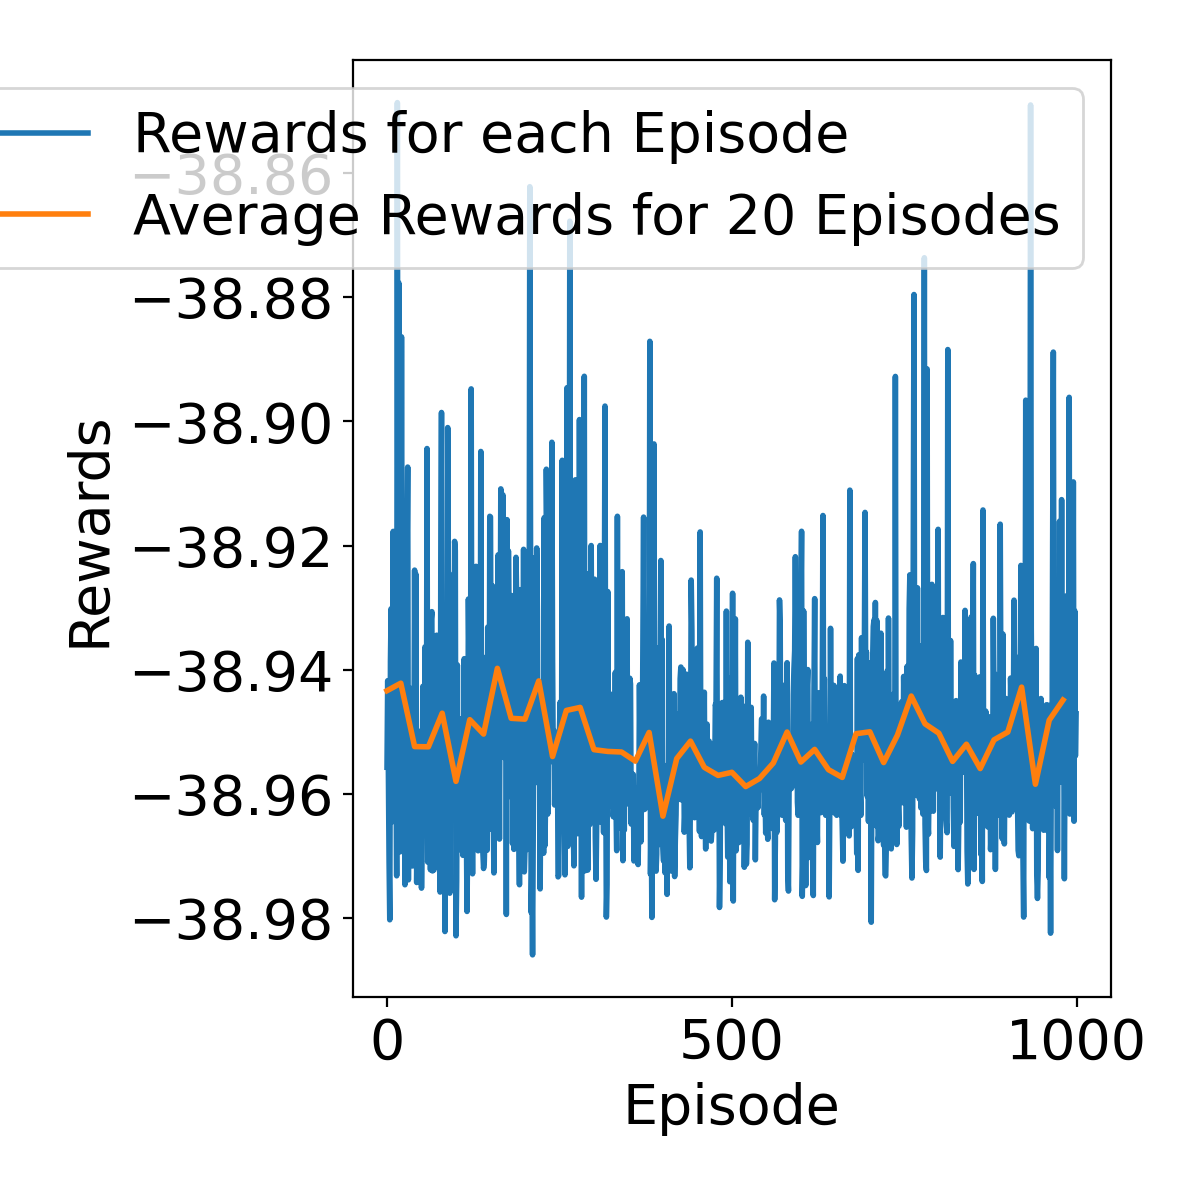 Rewards for each Episode
Average Rewards for 20 Episodes
−38.86
−38.88
−38.90
−38.92
−38.94
−38.96
−38.98
Rewards
0 500 1000
Episode